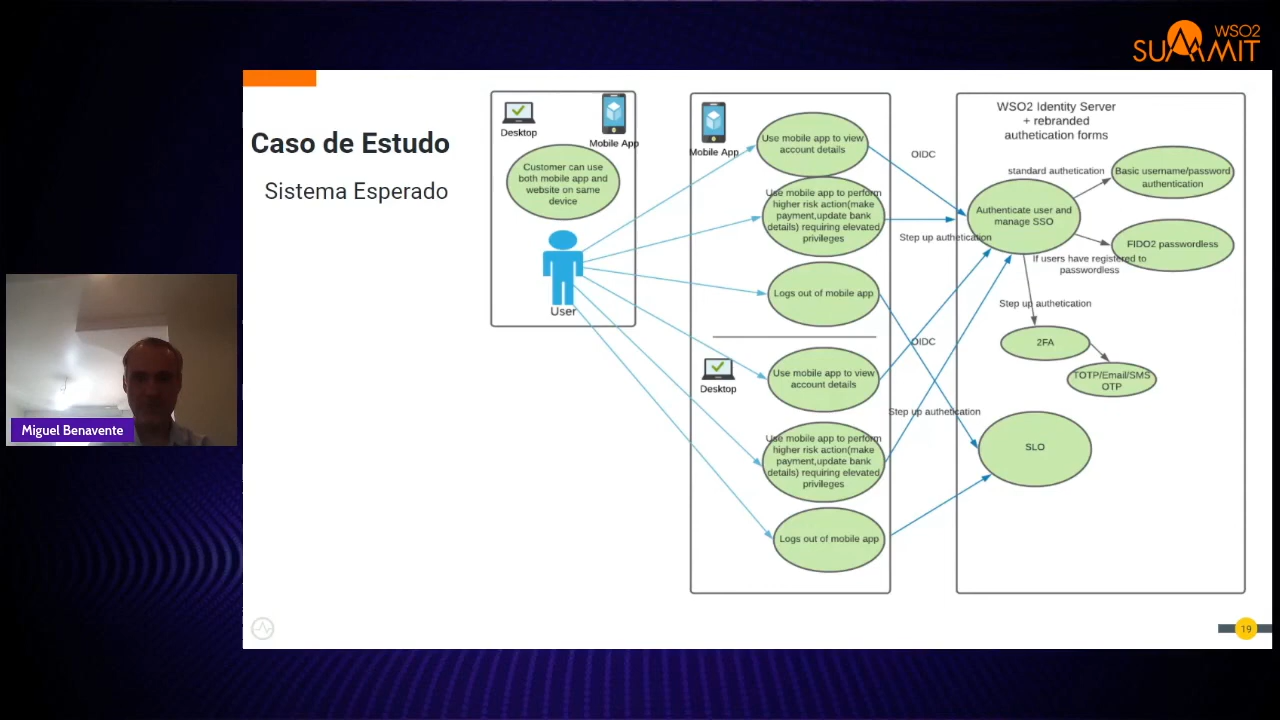 WSO2
SUMMIT
Caso de Estudo
Sistema Esperado
Desktop
Mobile App
Customer can use
both mobile app and
website on same
device
User
Mobile App
Use mobile app to view
account details
Use mobile app to perform
higher risk action(make
payment,update bank
details) requiring elevated
privileges
Logs out of mobile app
Desktop
Use mobile app to view
account details
Use mobile app to perform
higher risk action(make
payment,update bank
details) requiring elevated
privileges
Logs out of mobile app
OIDC
Step up authetication
OIDC
Step up authetication
WSO2 Identity Server
+ rebranded
authetication forms
standard authetication
Basic username/password
authentication
Authenticate user and
manage SSO
FIDO2 passwordless
If users have registered to
passwordless
Step up authetication
2FA
TOTP/Email/SMS
OTP
SLO
Miguel Benavente
19